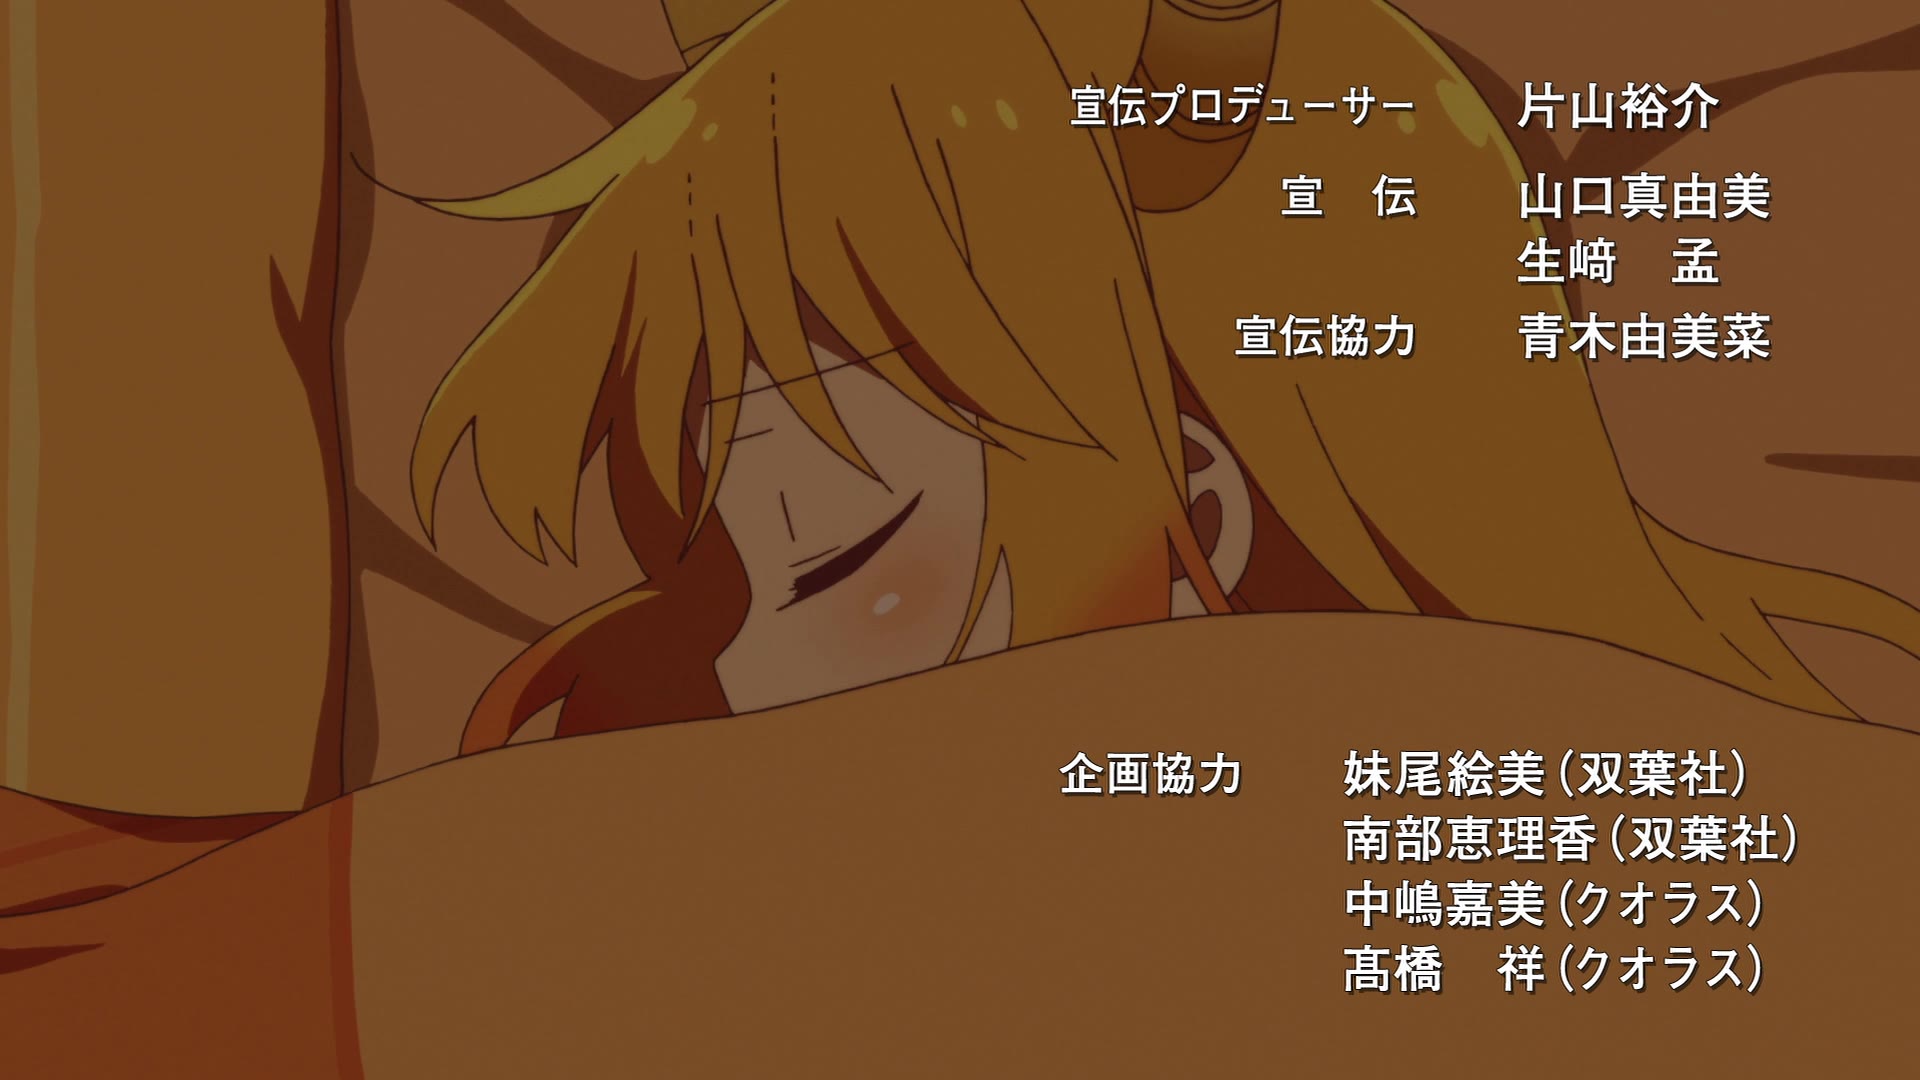 宣伝プロデューサー　片山裕介
宣　伝　山口真由美
生﨑　孟
宣伝協力　青木由美菜
企画協力　妹尾絵美(双葉社)
南部恵理香(双葉社)
中嶋嘉美(クオラス)
髙橋　祥(クオラス)